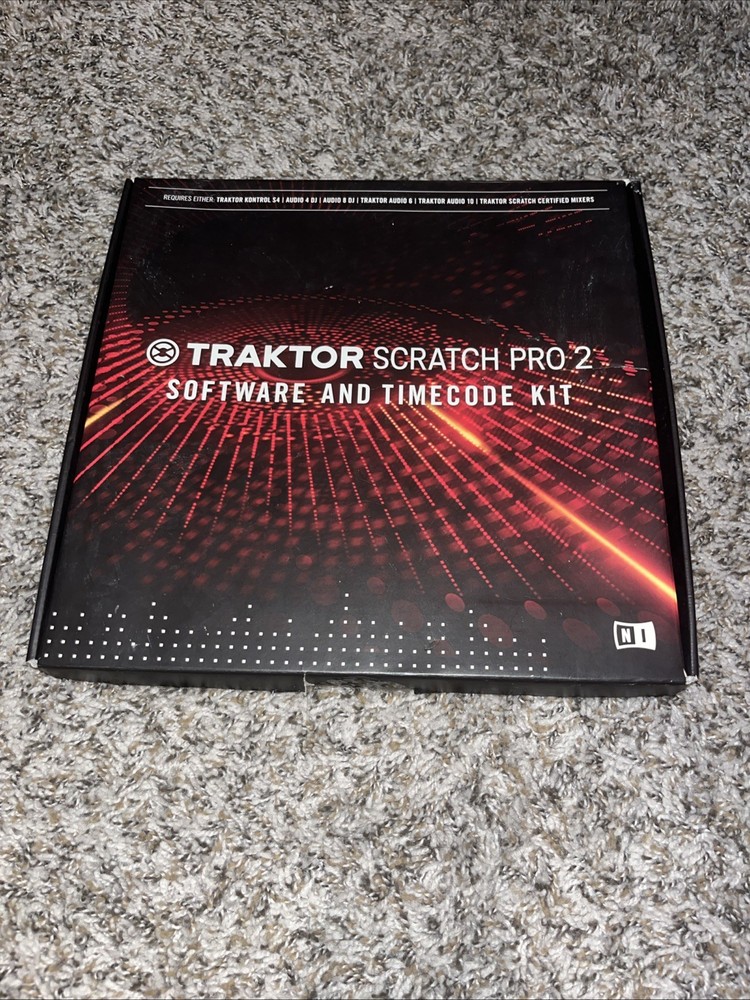 REQUIRES EITHER: TRAKTOR KONTROL S4 | AUDIO 4 DJ | AUDIO 8 DJ | TRAKTOR AUDIO 6 | TRAKTOR AUDIO 10 | TRAKTOR SCRATCH CERTIFIED MIXERS
TRAKTOR SCRATCH PRO 2
SOFTWARE AND TIMECODE KIT
NI